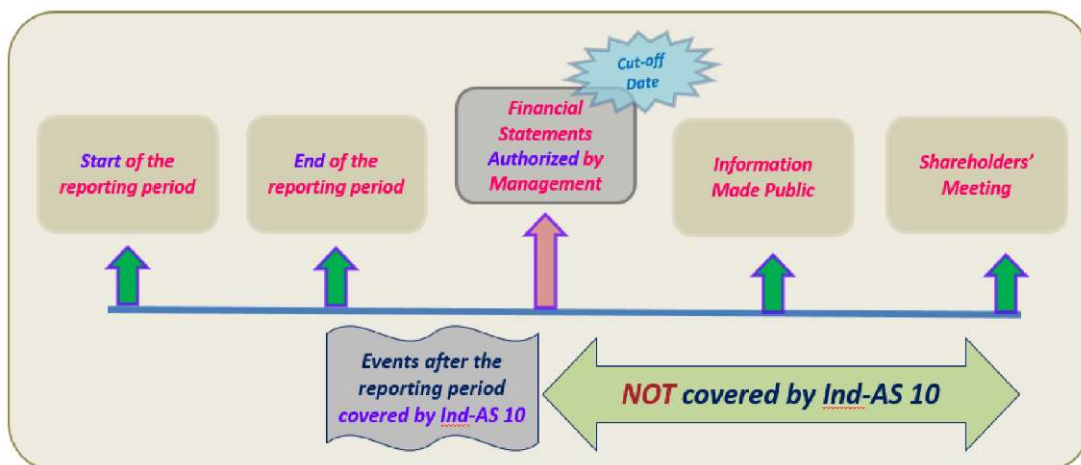 Cut-off
Date
Financial
Statements
Authorized by
Management
Start of the
reporting period
End of the
reporting period
Information
Made Public
Shareholders'
Meeting
Events after the
reporting period
covered by Ind-AS 10
NOT covered by Ind-AS 10